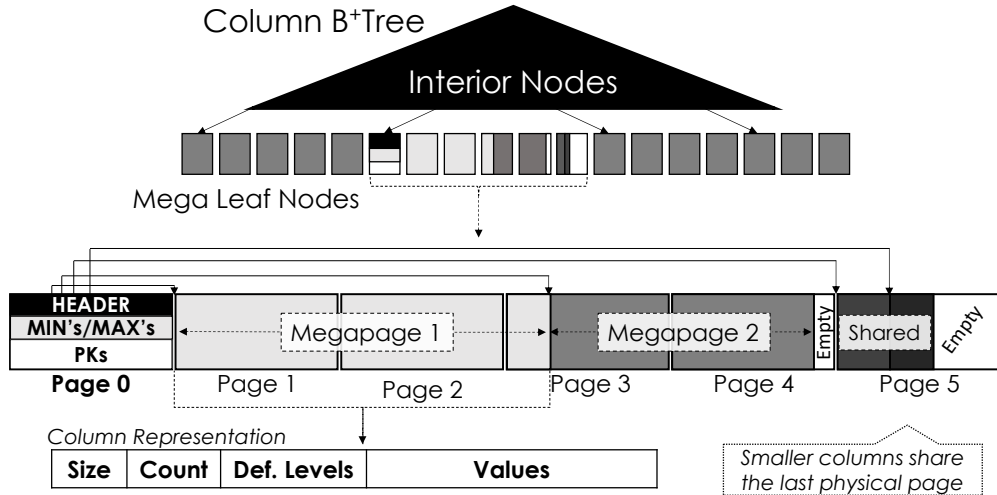 Column B⁺Tree
Interior Nodes
Mega Leaf Nodes
HEADER
MIN's/MAX's
PKs
Megapage 1
Megapage 2
Empty
Shared
Empty
Page 0
Page 1
Page 2
Page 3
Page 4
Page 5
Column Representation
Size Count Def. Levels Values
Smaller columns share
the last physical page